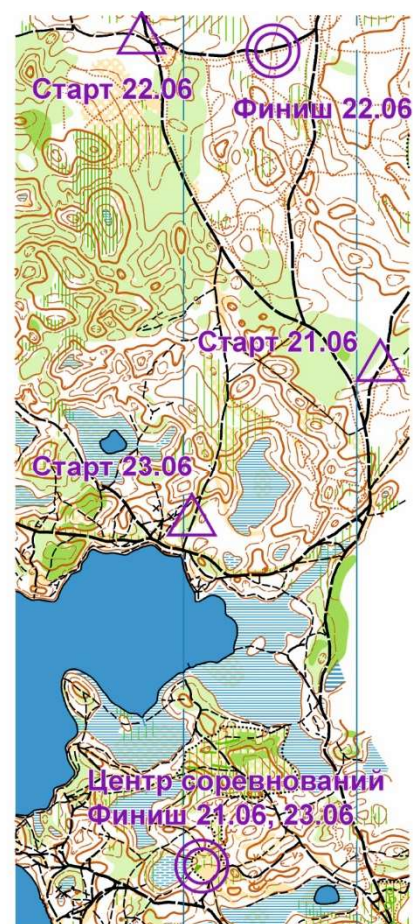 Старт 22.06
Финиш 22.06
Старт 21.06
Старт 23.06
Центр соревнований
Финиш 21.06, 23.06